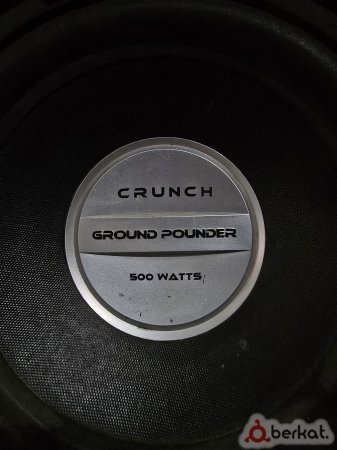 CRUNCH
GROUND POUNDER
500 WATTS
berkat.